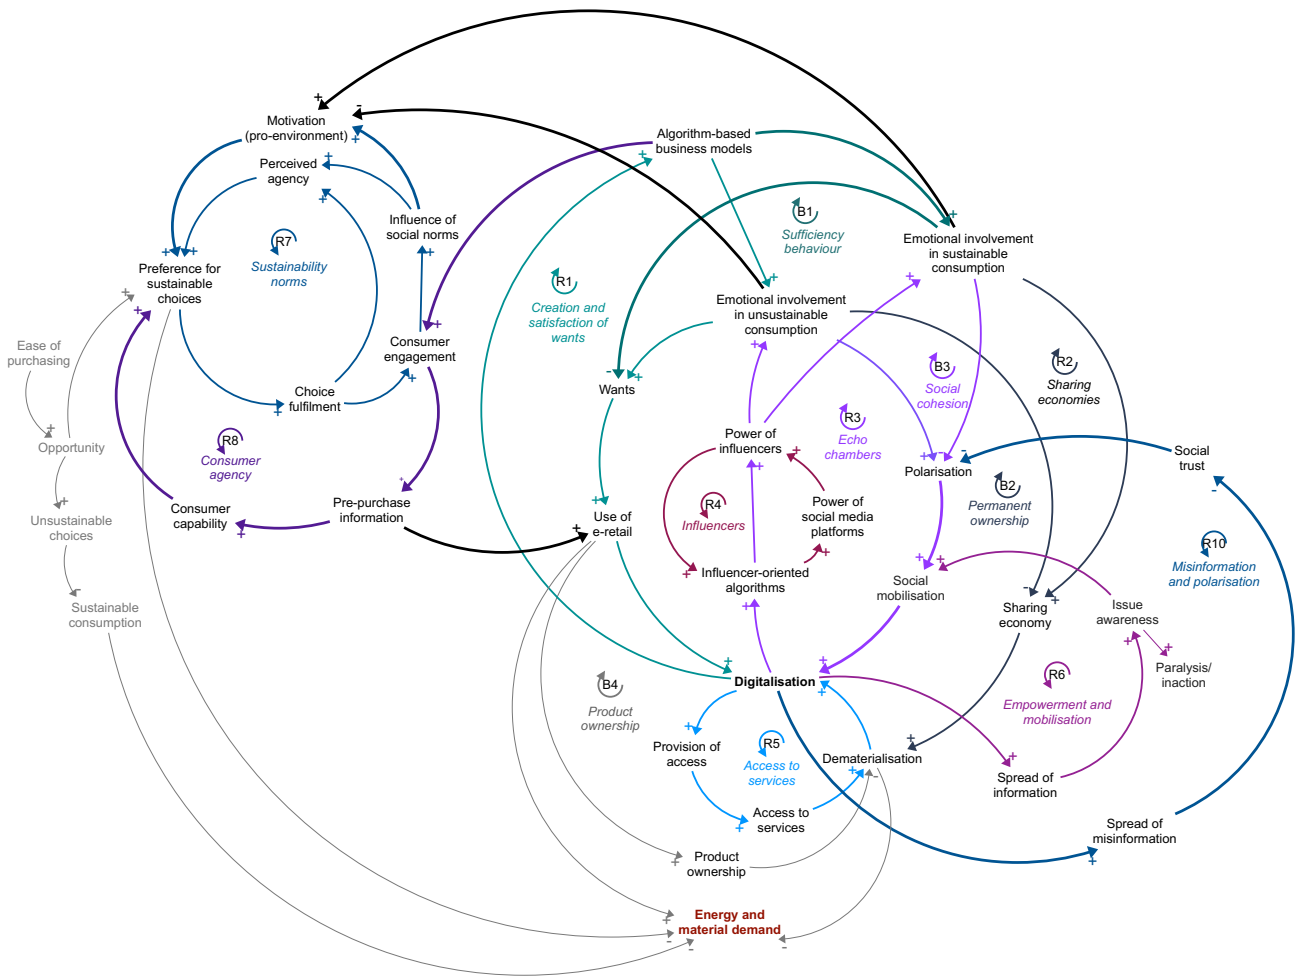 Motivation
(pro-environment)
Perceived
agency
Influence of
social norms
R7
Sustainability
norms
Preference for
sustainable
choices
Consumer
engagement
Choice
fulfilment
Ease of
purchasing
Opportunity
Unsustainable
choices
Sustainable
consumption
R8
Consumer
agency
Consumer
capability
Pre-purchase
information
Algorithm-based
business models
B1
Sufficiency
behaviour
Emotional involvement
in sustainable
consumption
R1
Creation and
satisfaction of
wants
Emotional involvement
in unsustainable
consumption
Wants
B3
Social
cohesion
R2
Sharing
economies
R3
Echo
chambers
Power of
influencers
Polarisation
Social
trust
B2
Permanent
ownership
Use of
e-retail
R4
Influencers
Power of
social media
platforms
R10
Misinformation
and polarisation
Influencer-oriented
algorithms
Social
mobilisation
Sharing
economy
Issue
awareness
Paralysis/
inaction
B4
Product
ownership
Digitalisation
R6
Empowerment and
mobilisation
Provision of
access
R5
Access to
services
Dematerialisation
Spread of
information
Access to
services
Spread of
misinformation
Product
ownership
Energy and
material demand